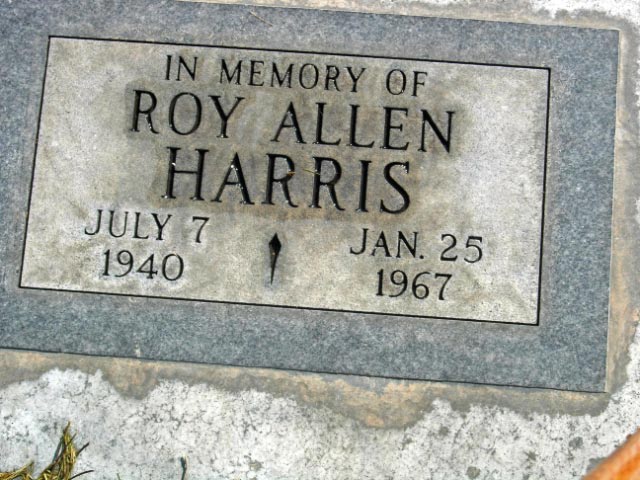 IN MEMORY OF
ROY ALLEN
HARRIS
JULY 7
1940
JAN. 25
1967